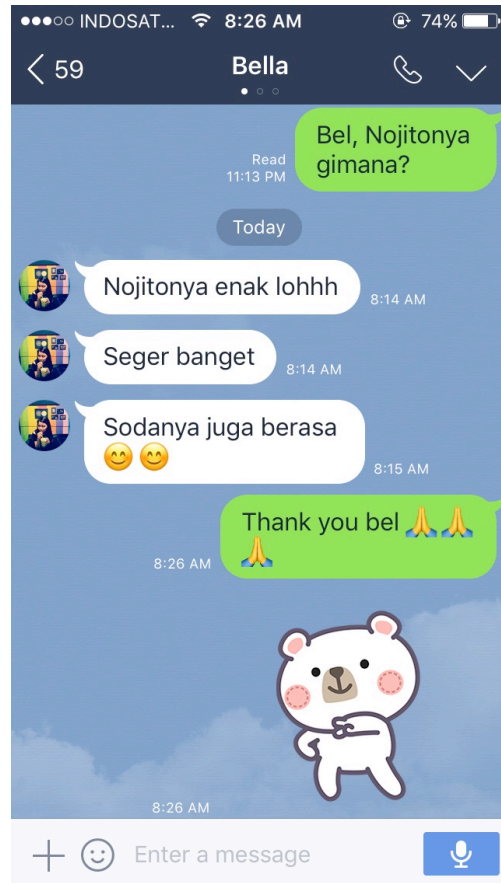 INDOSAT... 8:26 AM 74%
59 Bella
Bel, Nojitonya
gimana?
Read
11:13 PM
Today
Nojitonya enak lohhh
8:14 AM
Seger banget
8:14 AM
Sodanya juga berasa
😊 😊
8:15 AM
Thank you bel 🙏🙏
🙏
8:26 AM
8:26 AM
Enter a message